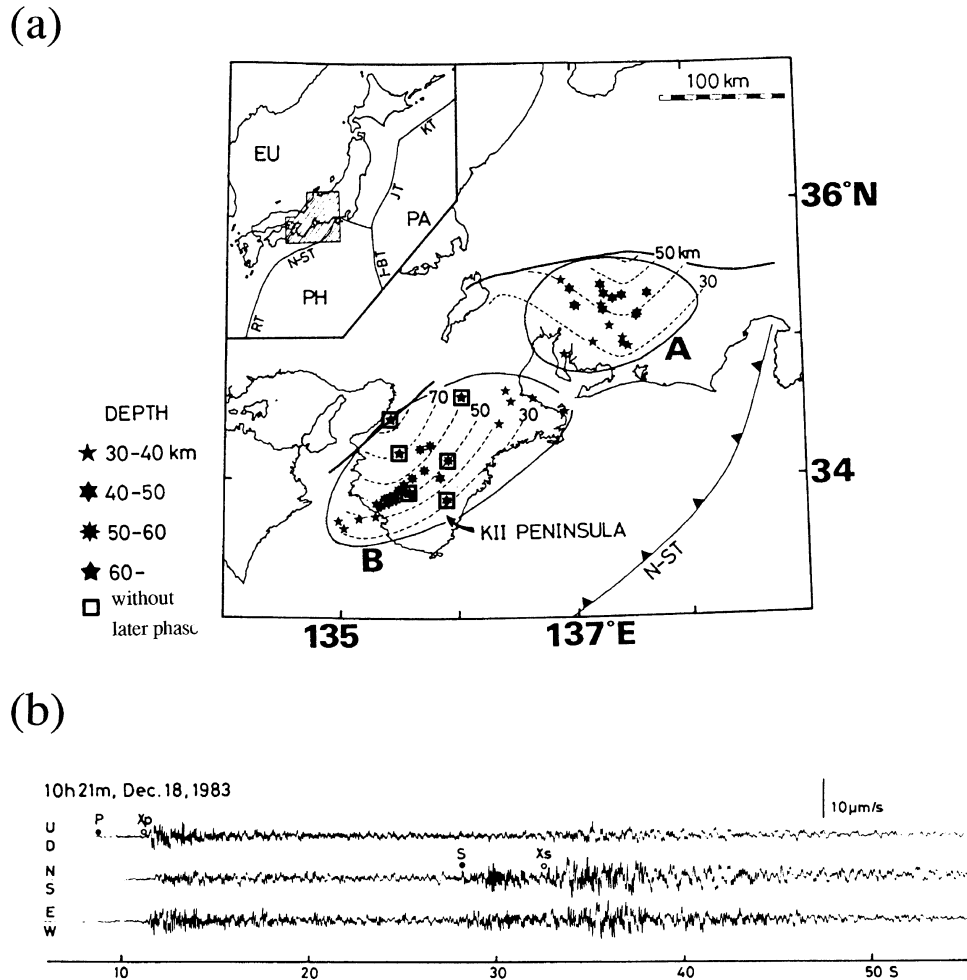 (a)
100 km
EU
KT
JT
PA
36°N
N-ST
I-BT
PH
RT
50 km
30
A
DEPTH
70
50
30
30-40 km
34
40-50
50-60
KII PENINSULA
60-
B
N-ST
without
later phase
135
137°E
(b)
10h 21m, Dec. 18, 1983
10μm/s
P
Xp
U
D
S
Xs
N
S
E
W
10
20
30
40
50 S